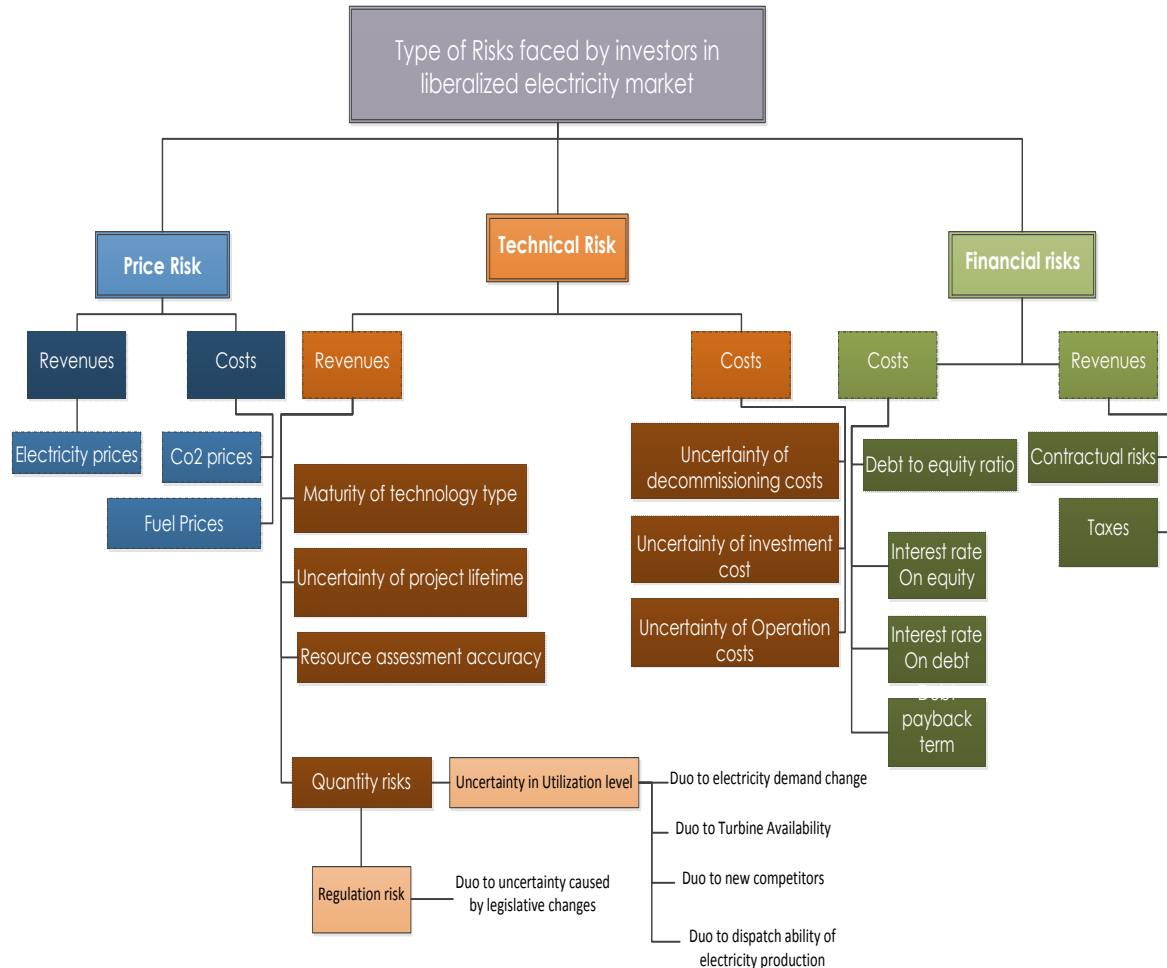 Type of Risks faced by investors in
liberalized electricity market
Price Risk
Technical Risk
Financial risks
Revenues
Costs
Revenues
Costs
Costs
Revenues
Electricity prices
Co2 prices
Fuel Prices
Maturity of technology type
Uncertainty of project lifetime
Resource assessment accuracy
Uncertainty of
decommissioning costs
Uncertainty of investment
cost
Uncertainty of Operation
costs
Debt to equity ratio
Interest rate
On equity
Interest rate
On debt
Debt
payback
term
Contractual risks
Taxes
Quantity risks
Uncertainty in Utilization level
Duo to electricity demand change
Duo to Turbine Availability
Duo to new competitors
Duo to dispatch ability of
electricity production
Regulation risk
Duo to uncertainty caused
by legislative changes